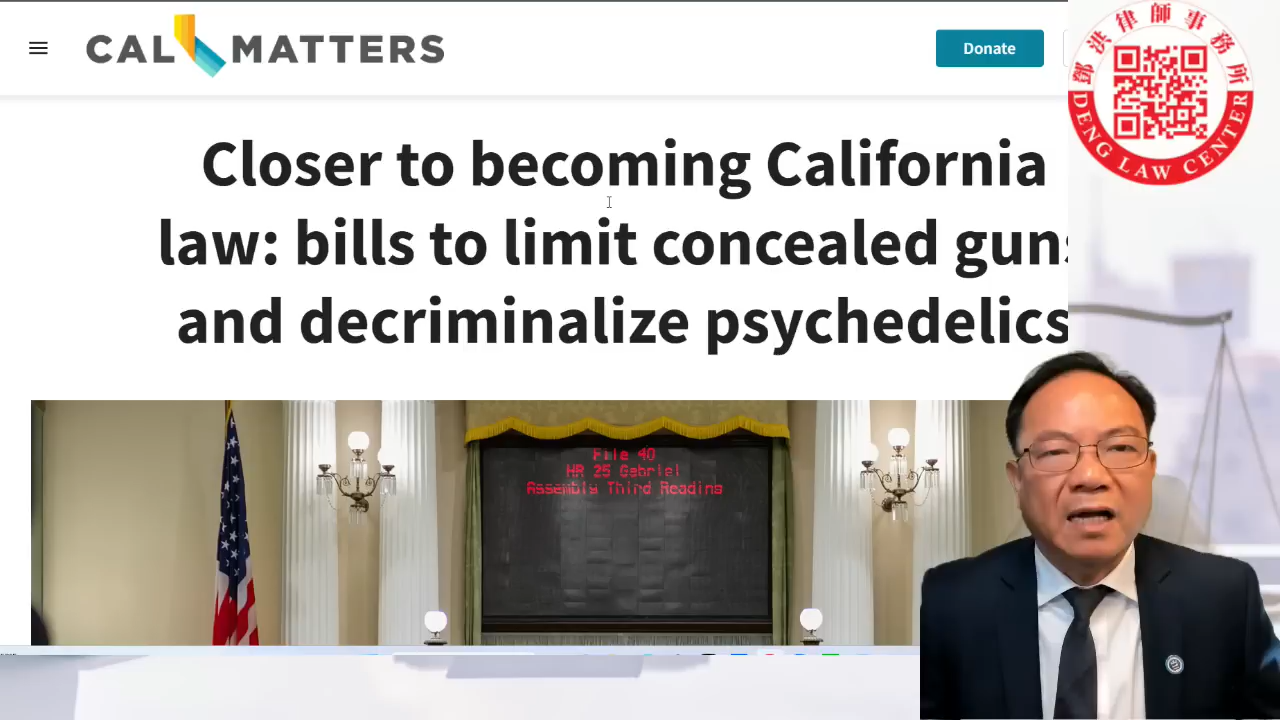 CAL MATTERS
Donate
鄧洪律師事務所
DENG LAW CENTER
Closer to becoming California
law: bills to limit concealed guns
and decriminalize psychedelics
File 40
HR 25 Gabriel
Assembly Third Reading